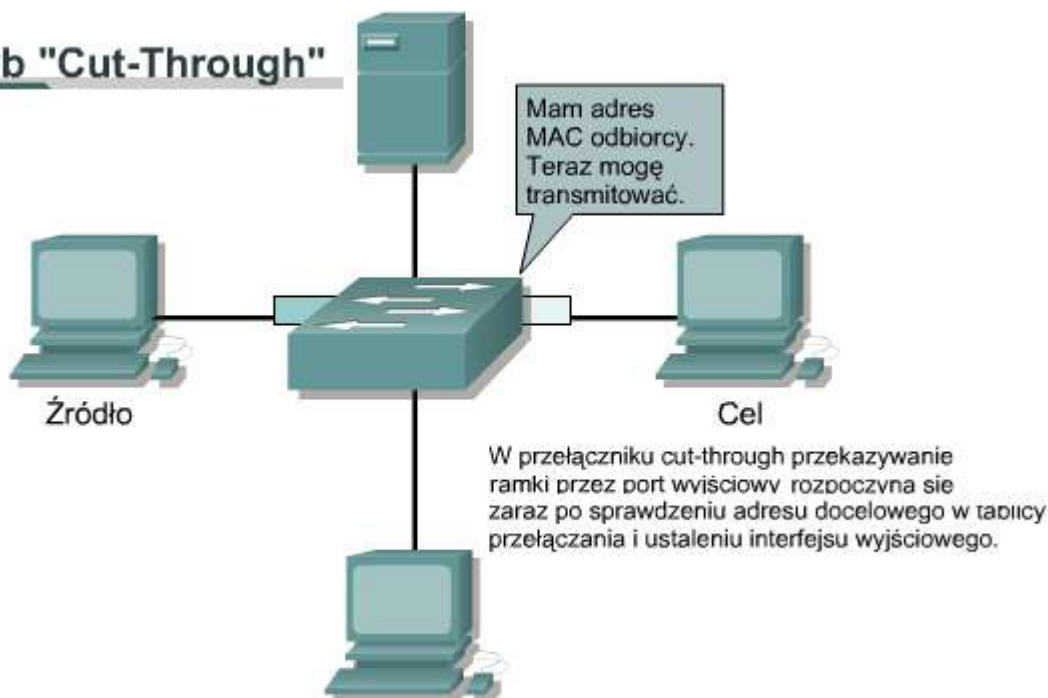 b "Cut-Through"
Mam adres
MAC odbiorcy.
Teraz mogę
transmitować.
Źródło
Cel
W przełączniku cut-through przekazywanie
ramki przez port wyjściowy rozpoczyna się
zaraz po sprawdzeniu adresu docelowego w tablicy
przełączania i ustaleniu interfejsu wyjściowego.